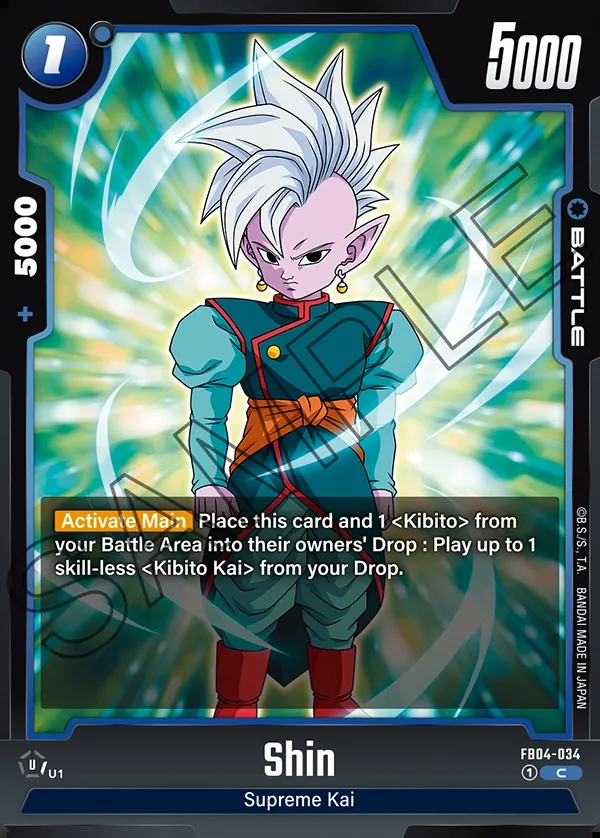 1
5000
+ 5000
BATTLE
SAMPLE
Activate Main Place this card and 1 <Kibito> from
your Battle Area into their owners' Drop : Play up to 1
skill-less <Kibito Kai> from your Drop.
©B.S./S., T.A. BANDAI MADE IN JAPAN
Shin
FB04-034
U/U1
1 C
Supreme Kai